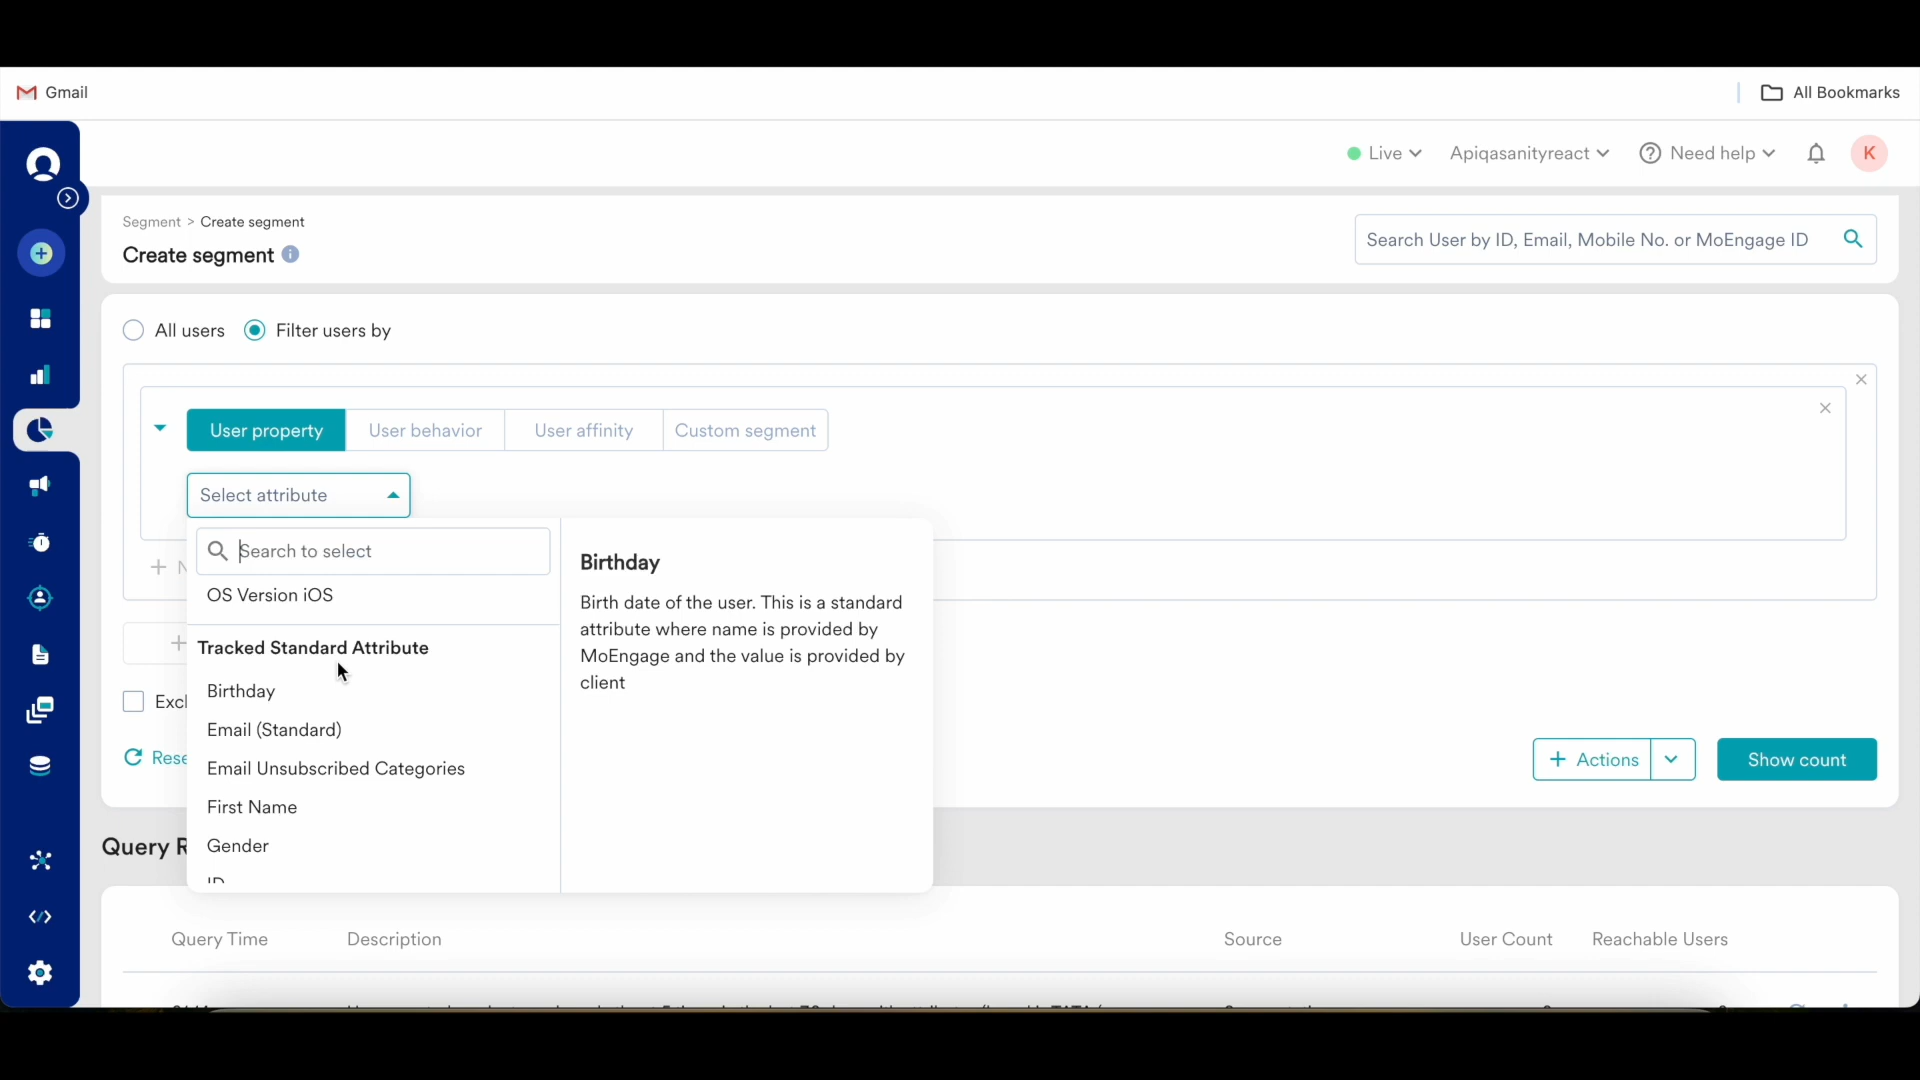 Gmail
All Bookmarks
Live
Apiqasanityreact
Need help
K
Segment > Create segment
Create segment
Search User by ID, Email, Mobile No. or MoEngage ID
All users
Filter users by
User property
User behavior
User affinity
Custom segment
Select attribute
Search to select
OS Version iOS
Tracked Standard Attribute
Birthday
Email (Standard)
Email Unsubscribed Categories
First Name
Gender
ID
Birthday
Birth date of the user. This is a standard
attribute where name is provided by
MoEngage and the value is provided by
client
+ Actions
Show count
Query Time
Description
Source
User Count
Reachable Users